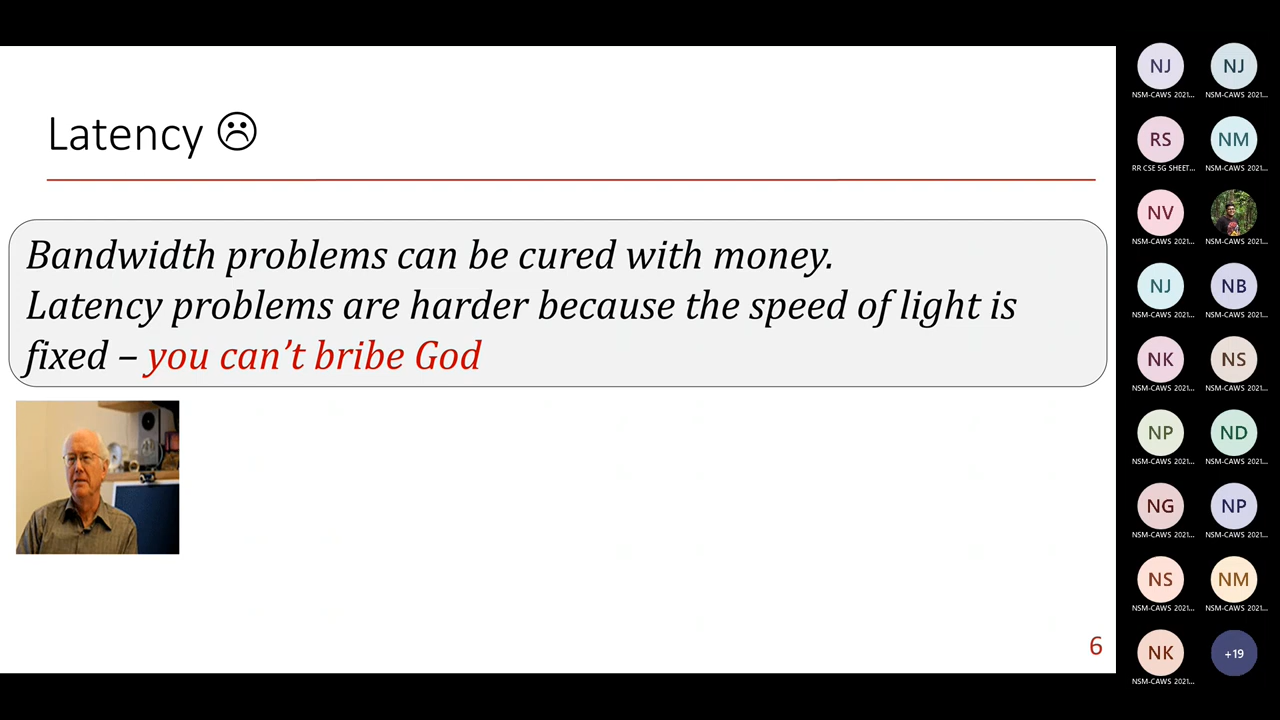 Latency ☹
Bandwidth problems can be cured with money.
Latency problems are harder because the speed of light is
fixed – you can’t bribe God
6
NJ
NSM-CAWS 2021...
NJ
NSM-CAWS 2021...
RS
RR CSE 5G SHEET...
NM
NSM-CAWS 2021...
NV
NSM-CAWS 2021...
NSM-CAWS 2021...
NJ
NSM-CAWS 2021...
NB
NSM-CAWS 2021...
NK
NSM-CAWS 2021...
NS
NSM-CAWS 2021...
NP
NSM-CAWS 2021...
ND
NSM-CAWS 2021...
NG
NSM-CAWS 2021...
NP
NSM-CAWS 2021...
NS
NSM-CAWS 2021...
NM
NSM-CAWS 2021...
NK
NSM-CAWS 2021...
+19